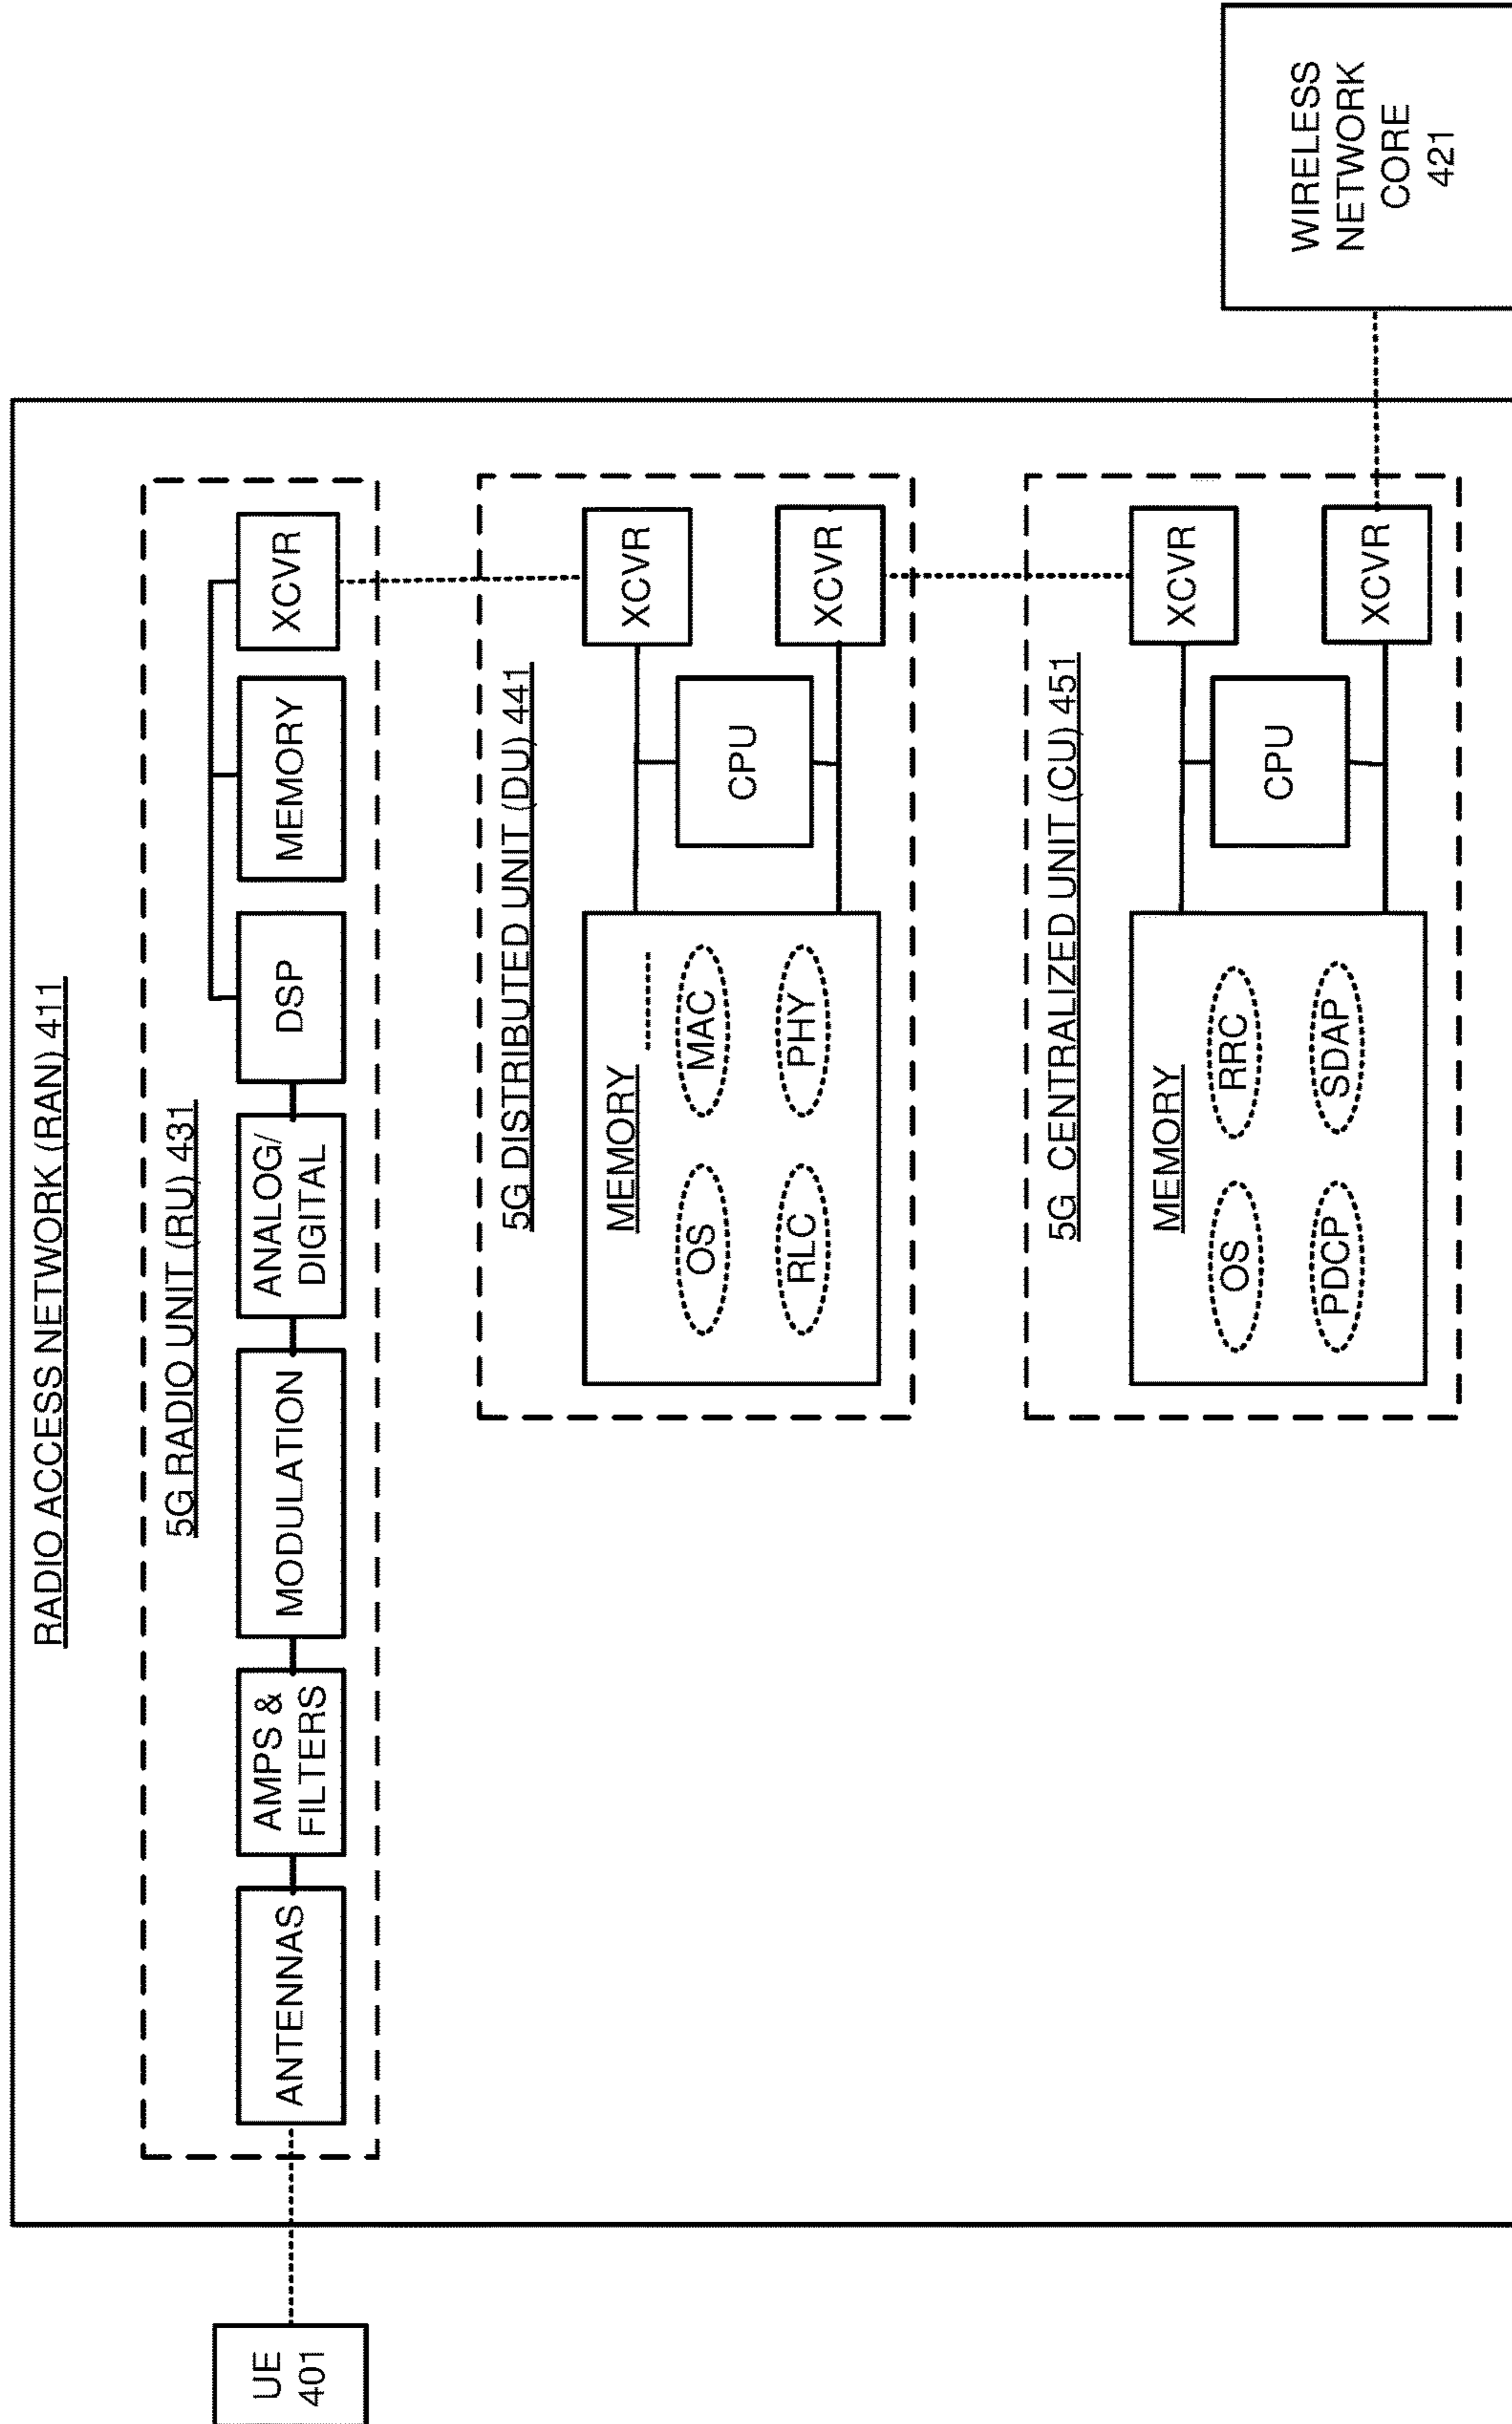 RADIO ACCESS NETWORK (RAN) 411
5G RADIO UNIT (RU) 431
UE
401
ANTENNAS
AMPS &
FILTERS
MODULATION
ANALOG/
DIGITAL
DSP
MEMORY
XCVR
5G DISTRIBUTED UNIT (DU) 441
MEMORY
OS
MAC
RLC
PHY
CPU
XCVR
XCVR
5G CENTRALIZED UNIT (CU) 451
MEMORY
OS
RRC
PDCP
SDAP
CPU
XCVR
XCVR
WIRELESS
NETWORK
CORE
421